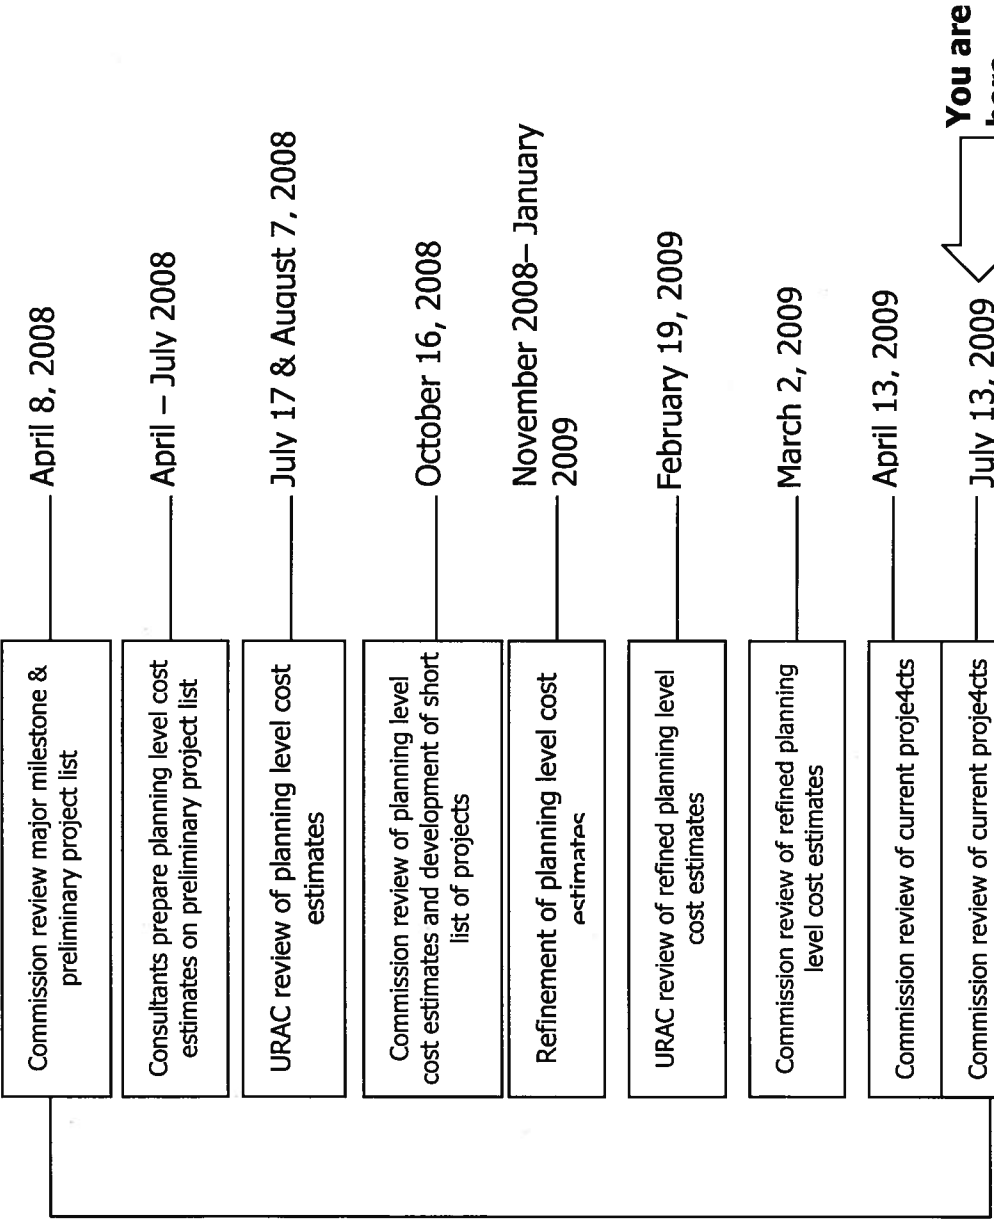 Commission review major milestone &
preliminary project list
April 8, 2008
Consultants prepare planning level cost
estimates on preliminary project list
April – July 2008
URAC review of planning level cost
estimates
July 17 & August 7, 2008
Commission review of planning level
cost estimates and development of short
list of projects
October 16, 2008
Refinement of planning level cost
estimates
November 2008– January
2009
URAC review of refined planning level
cost estimates
February 19, 2009
Commission review of refined planning
level cost estimates
March 2, 2009
Commission review of current proje4cts
April 13, 2009
Commission review of current proje4cts
July 13, 2009
You are